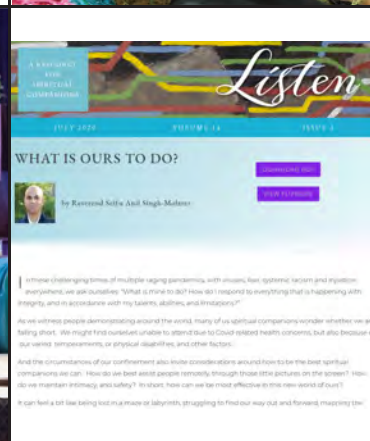 A RESOURCE
FOR
SPIRITUAL
COMPANIONS
Listen
JULY 2020
VOLUME 14
ISSUE 3
WHAT IS OURS TO DO?
DOWNLOAD PDF
VIEW FLIPBOOK
by Reverend Seifu Anil Singh-Molares
In these challenging times of multiple raging pandemics, with viruses, fear, systemic racism and injustice
everywhere, we ask ourselves: "What is mine to do? How do I respond to everything that is happening with
integrity, and in accordance with my talents, abilities, and limitations?"
As we witness people demonstrating around the world, many of us spiritual companions wonder whether we are
falling short. We might find ourselves unable to attend due to Covid related health concerns, but also because o
our varied temperaments, or physical disabilities, and other factors.
And the circumstances of our confinement also invite considerations around how to be the best spiritual
companions we can. How do we best assist people remotely, through those little pictures on the screen? How
do we maintain intimacy, and safety? In short, how can we be most effective in this new world of ours?
It can feel a bit like being lost in a maze or labyrinth, struggling to find our way out and forward, mapping the